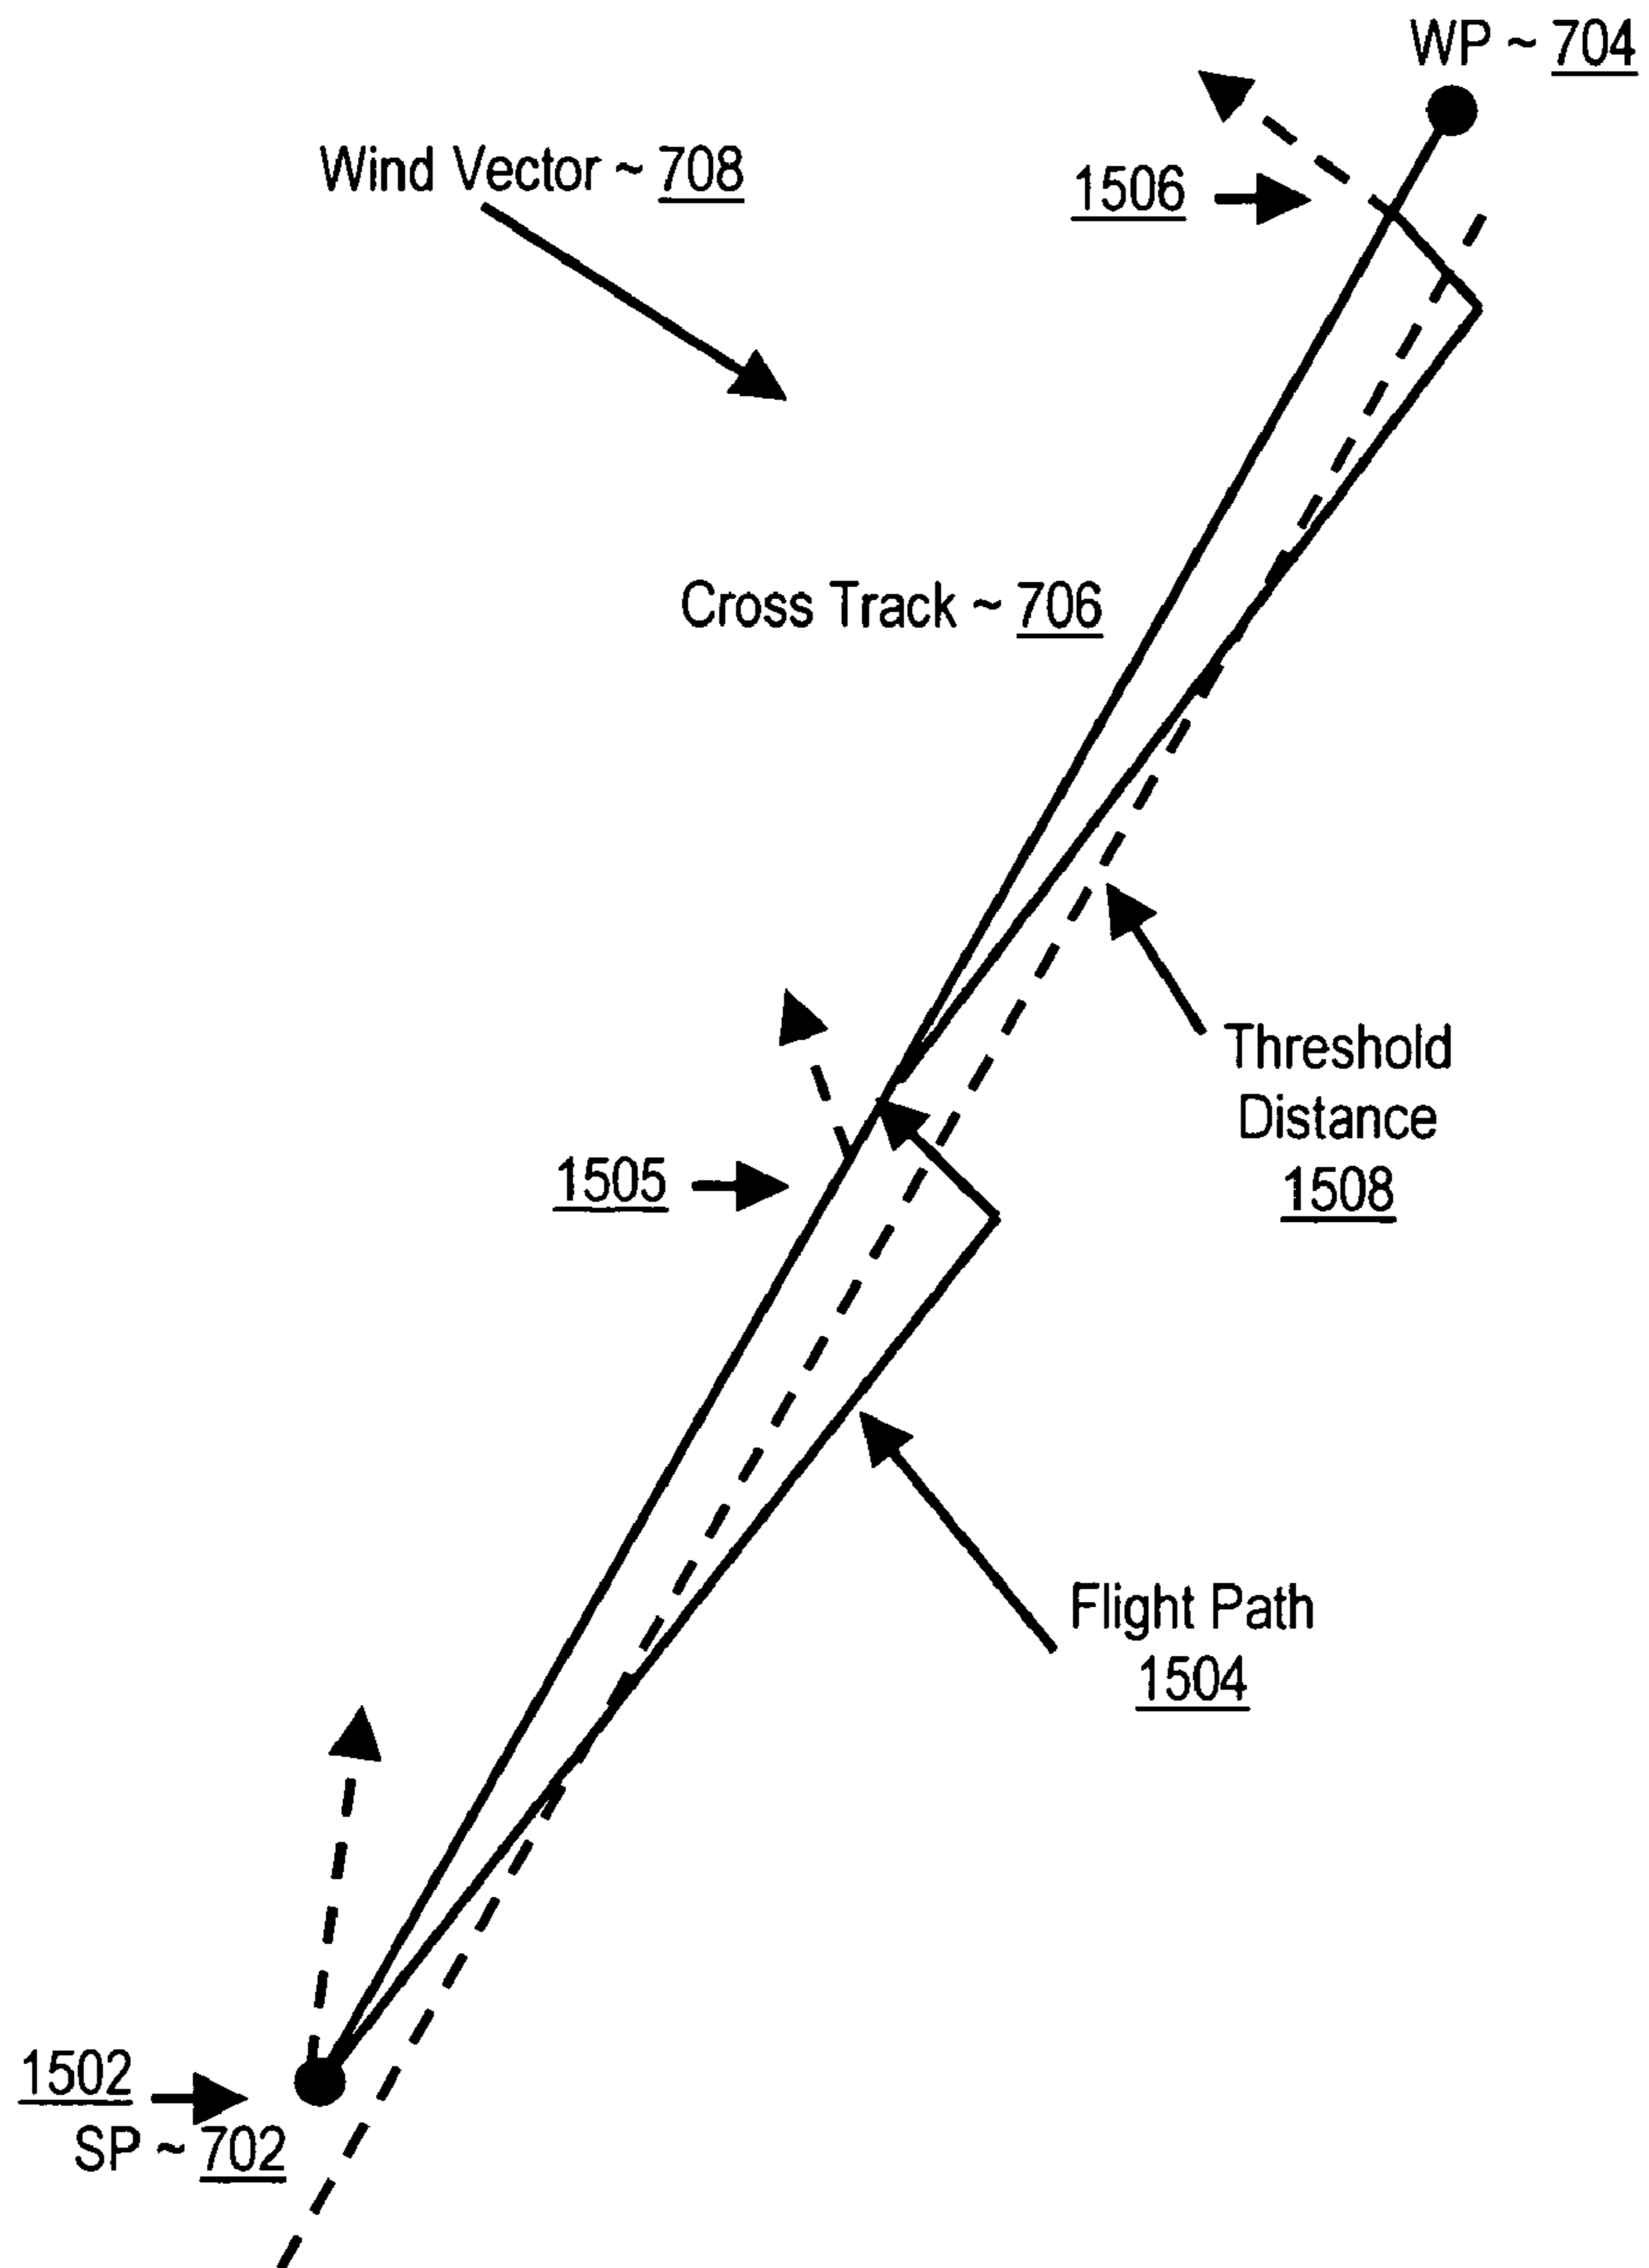 WP ~ 704
Wind Vector ~ 708
1506
Cross Track ~ 706
Threshold
Distance
1508
1505
Flight Path
1504
1502
SP ~ 702